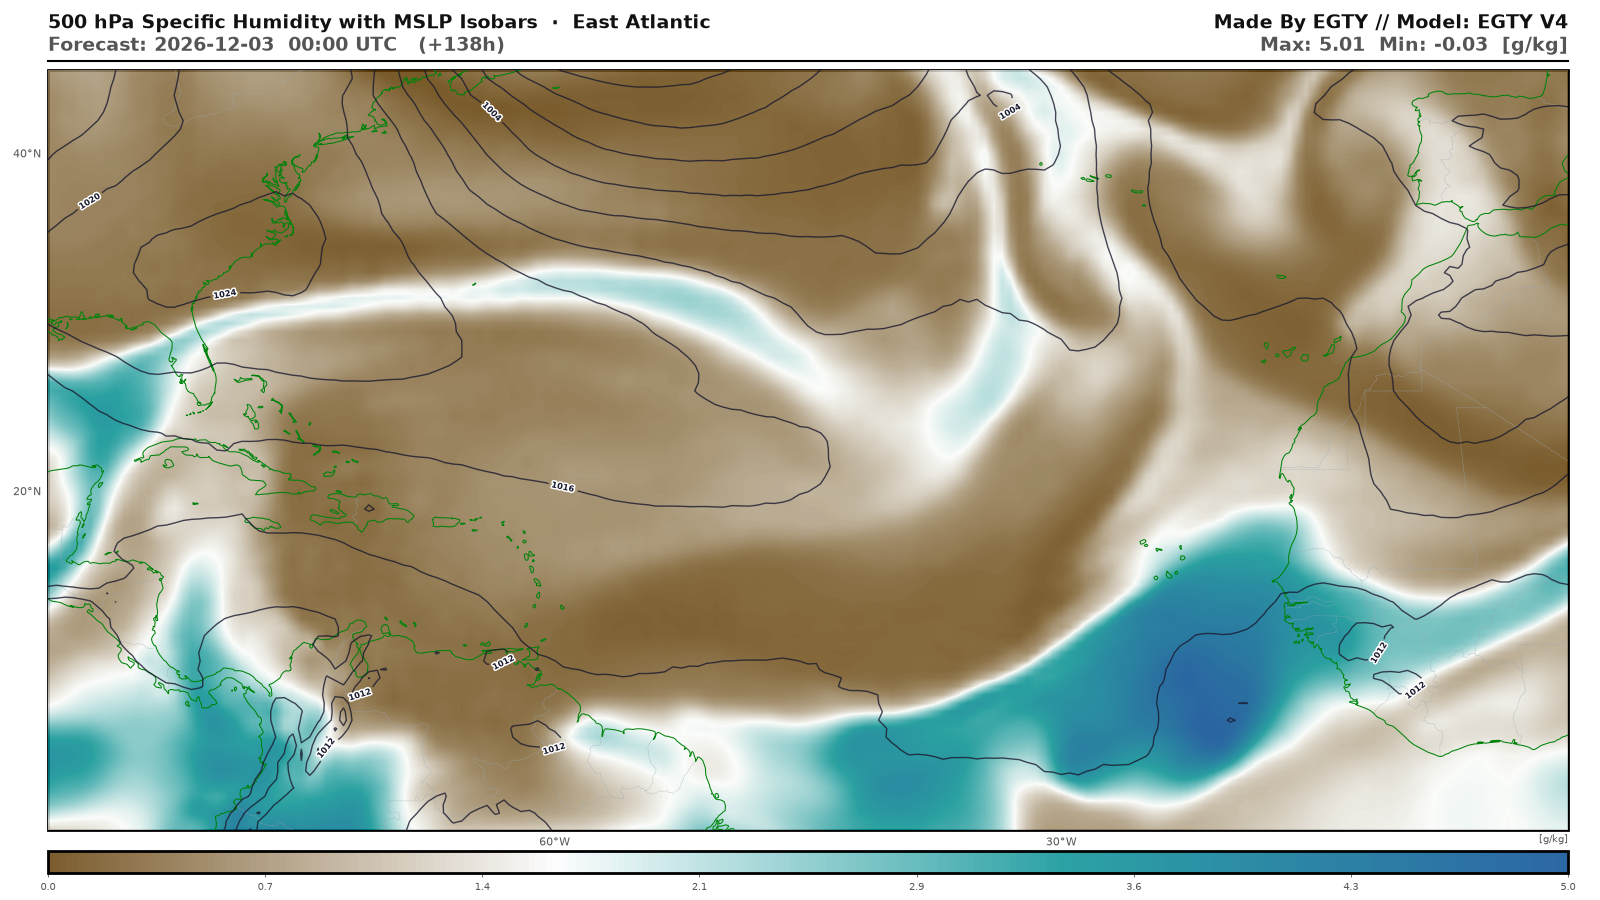 500 hPa Specific Humidity with MSLP Isobars · East Atlantic
Made By EGTY // Model: EGTY V4
Forecast: 2026-12-03 00:00 UTC (+138h)
Max: 5.01 Min: -0.03 [g/kg]
1004
1004
40°N
1020
1024
20°N
1016
1012
1012
1012
1012
1012
1012
60°W
30°W
[g/kg]
0.0 0.7 1.4 2.1 2.9 3.6 4.3 5.0